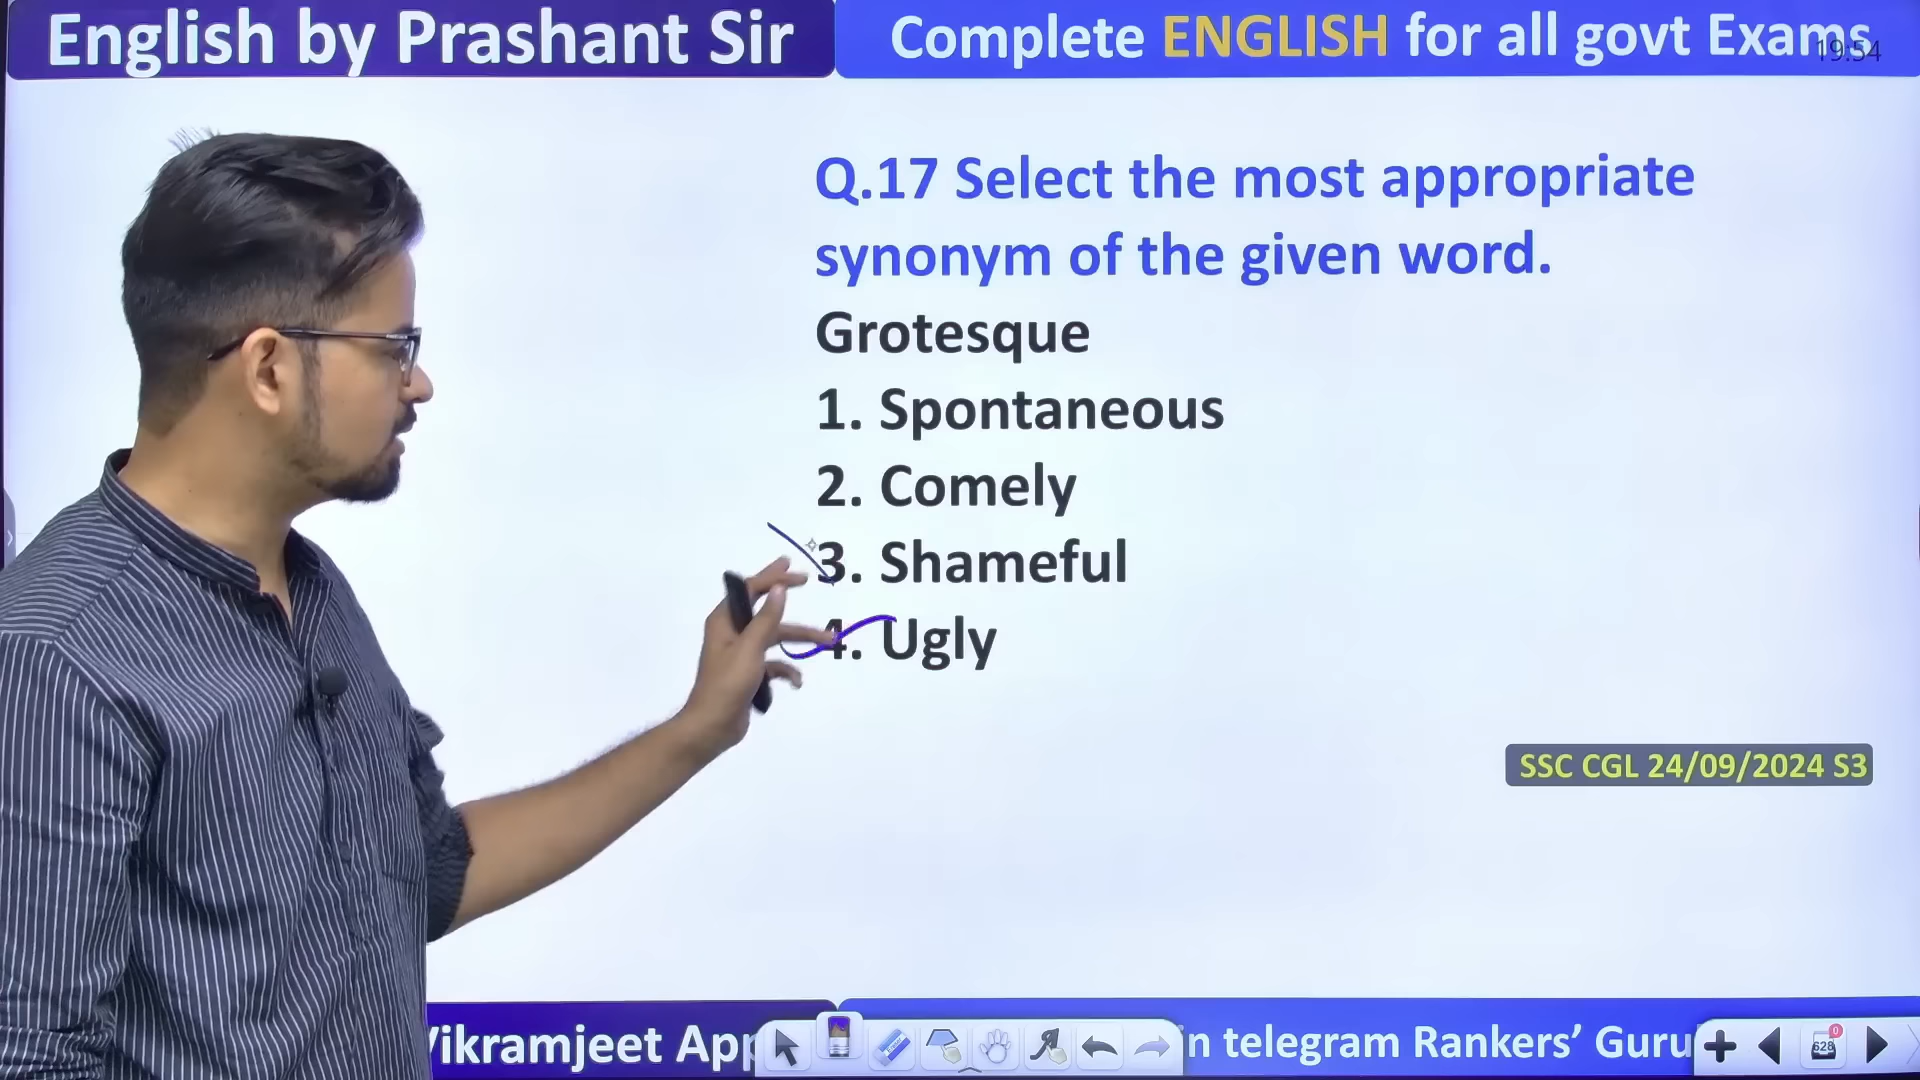 English by Prashant Sir
Complete ENGLISH for all govt Exams
19:54
Q.17 Select the most appropriate
synonym of the given word.
Grotesque
1. Spontaneous
2. Comely
3. Shameful
4. Ugly
SSC CGL 24/09/2024 S3
Vikramjeet App
in telegram Rankers’ Guru
628
0